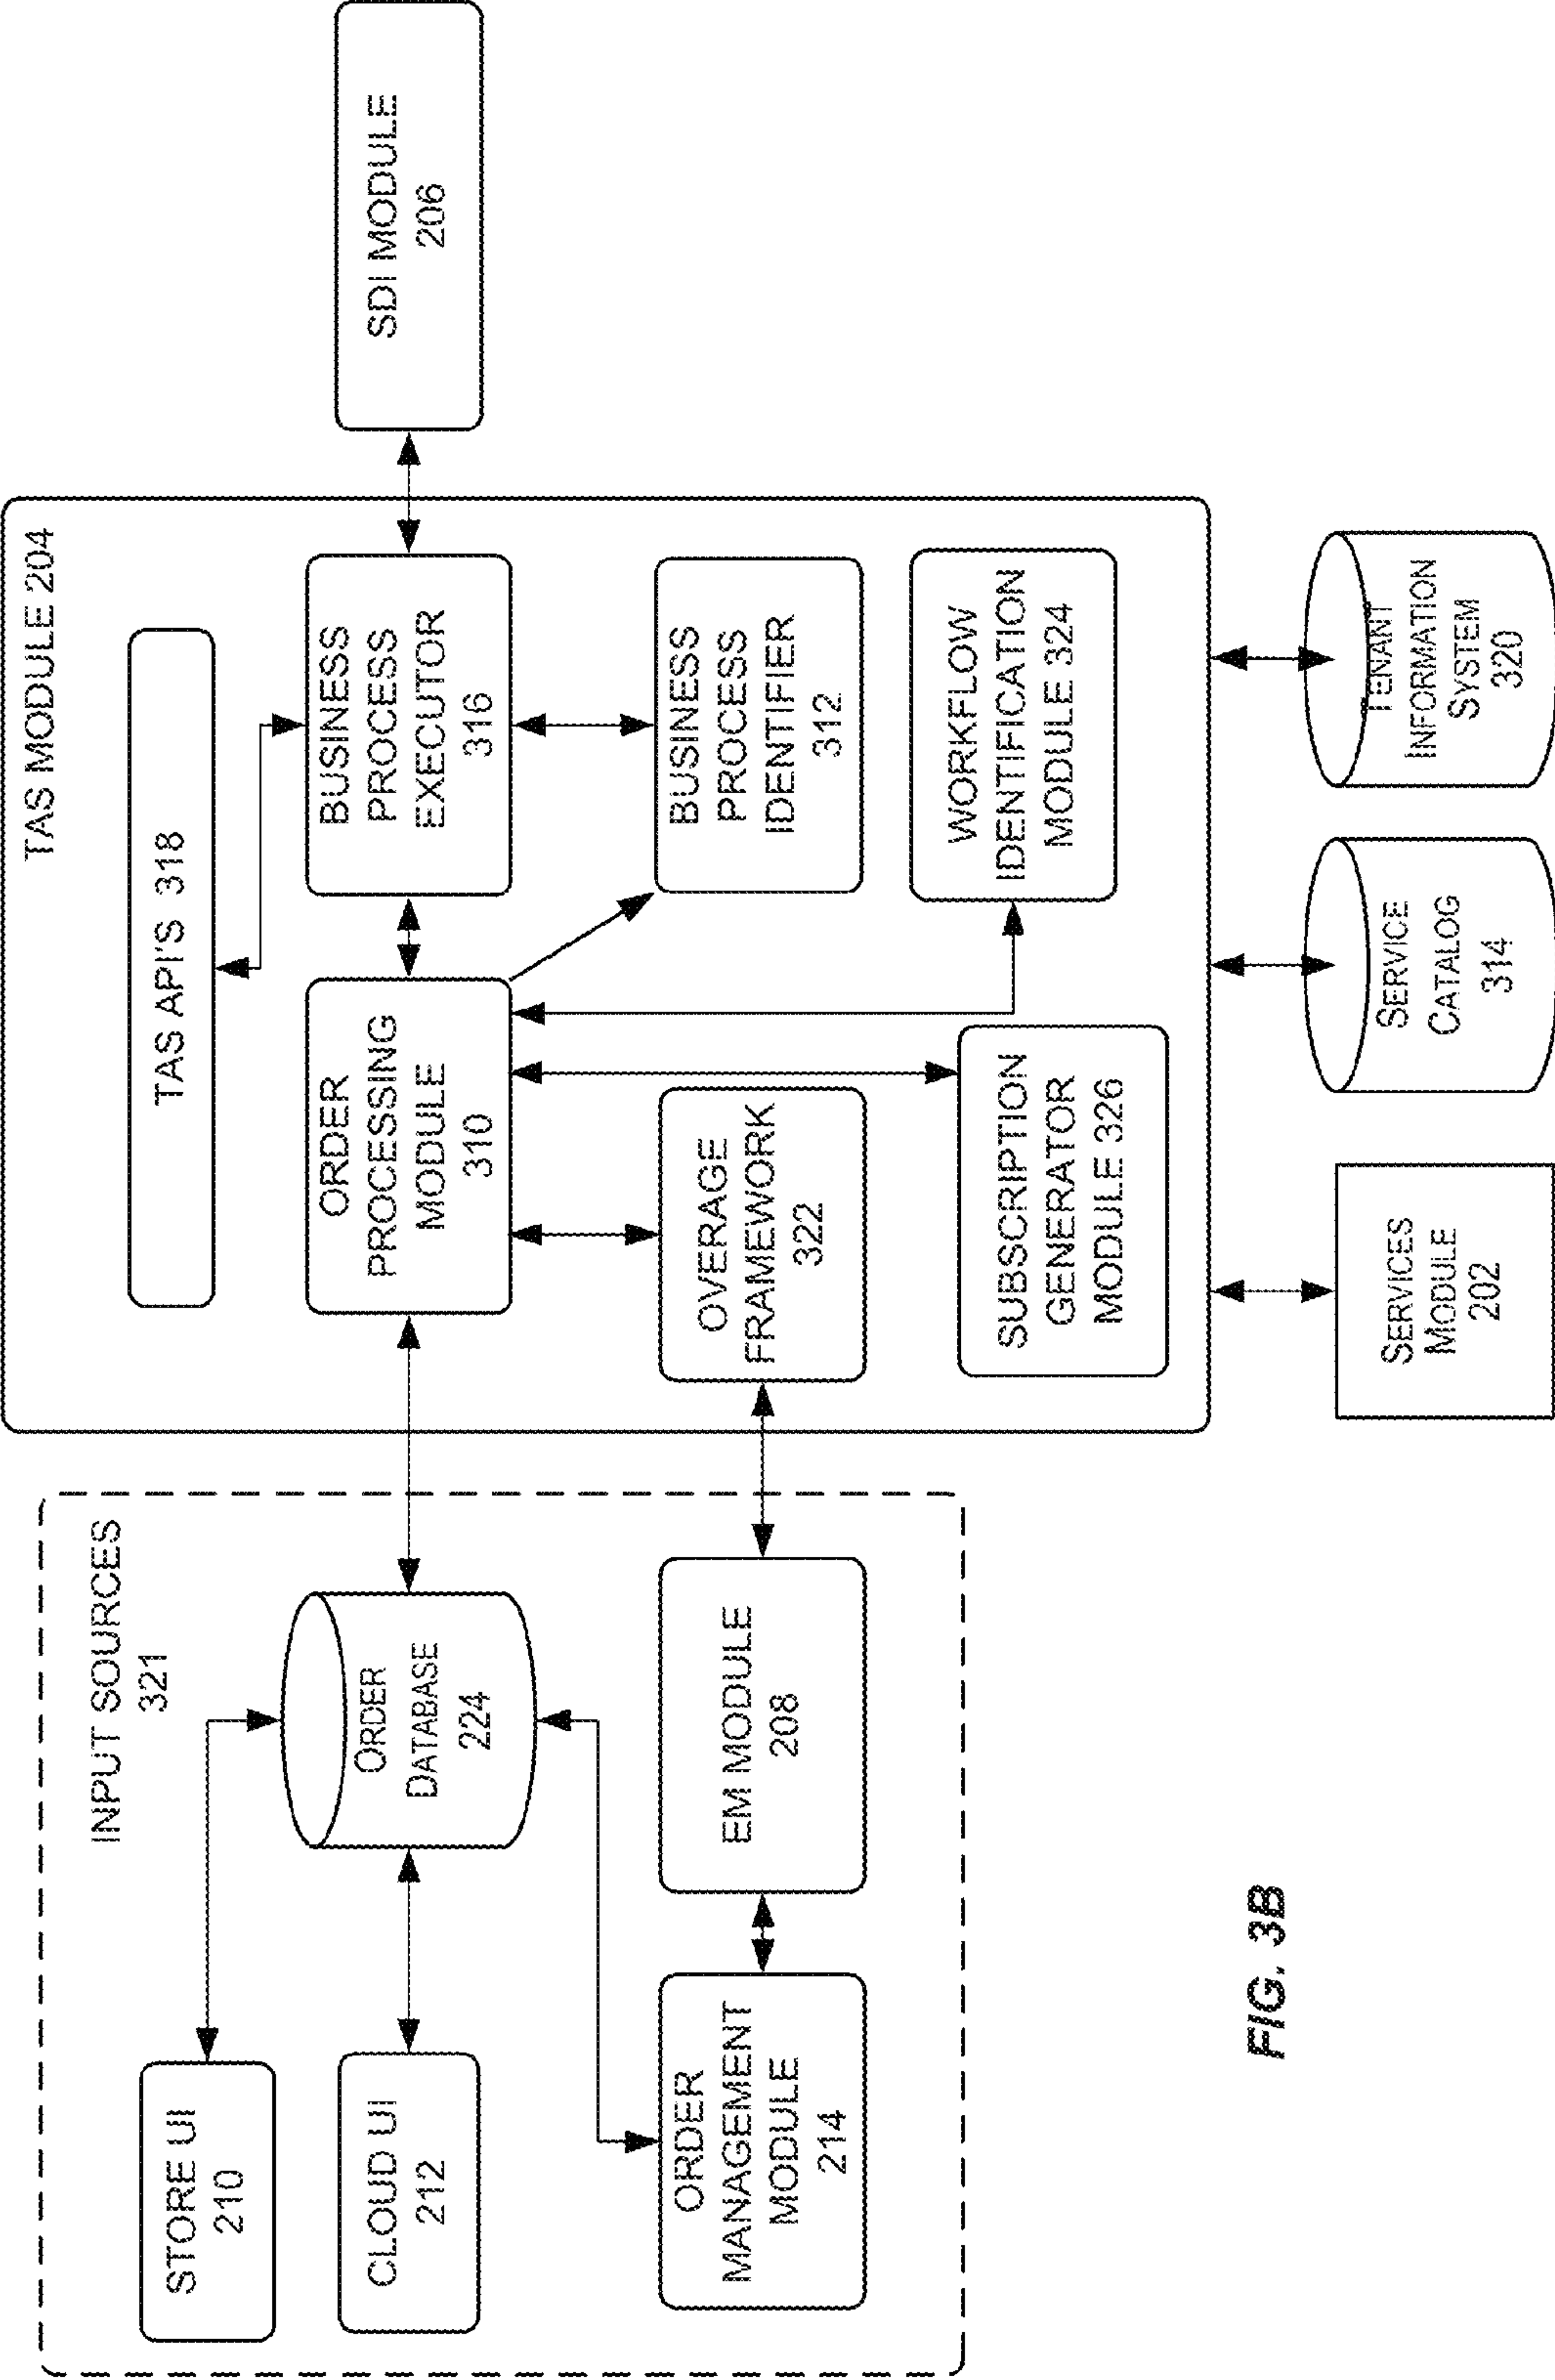 INPUT SOURCES
321
STORE UI
210
CLOUD UI
212
ORDER
DATABASE
224
ORDER
MANAGEMENT
MODULE
214
EM MODULE
208
TAS MODULE 204
TAS API'S 318
ORDER
PROCESSING
MODULE
310
BUSINESS
PROCESS
EXECUTOR
316
SDI MODULE
206
OVERAGE
FRAMEWORK
322
BUSINESS
PROCESS
IDENTIFIER
312
SUBSCRIPTION
GENERATOR
MODULE 326
WORKFLOW
IDENTIFICATION
MODULE 324
SERVICES
MODULE
202
SERVICE
CATALOG
314
TENANT
INFORMATION
SYSTEM
320
FIG. 3B